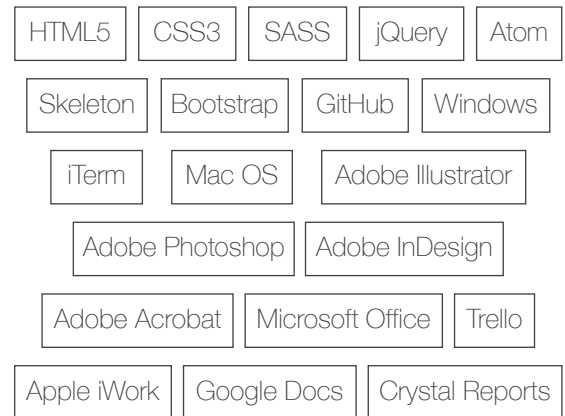 HTML5 CSS3 SASS jQuery Atom
Skeleton Bootstrap GitHub Windows
iTerm Mac OS Adobe Illustrator
Adobe Photoshop Adobe InDesign
Adobe Acrobat Microsoft Office Trello
Apple iWork Google Docs Crystal Reports